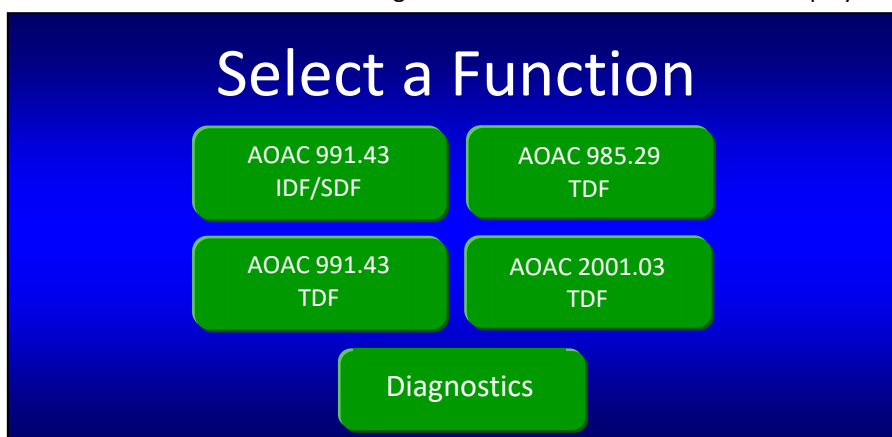 Select a Function
AOAC 991.43
IDF/SDF
AOAC 985.29
TDF
AOAC 991.43
TDF
AOAC 2001.03
TDF
Diagnostics